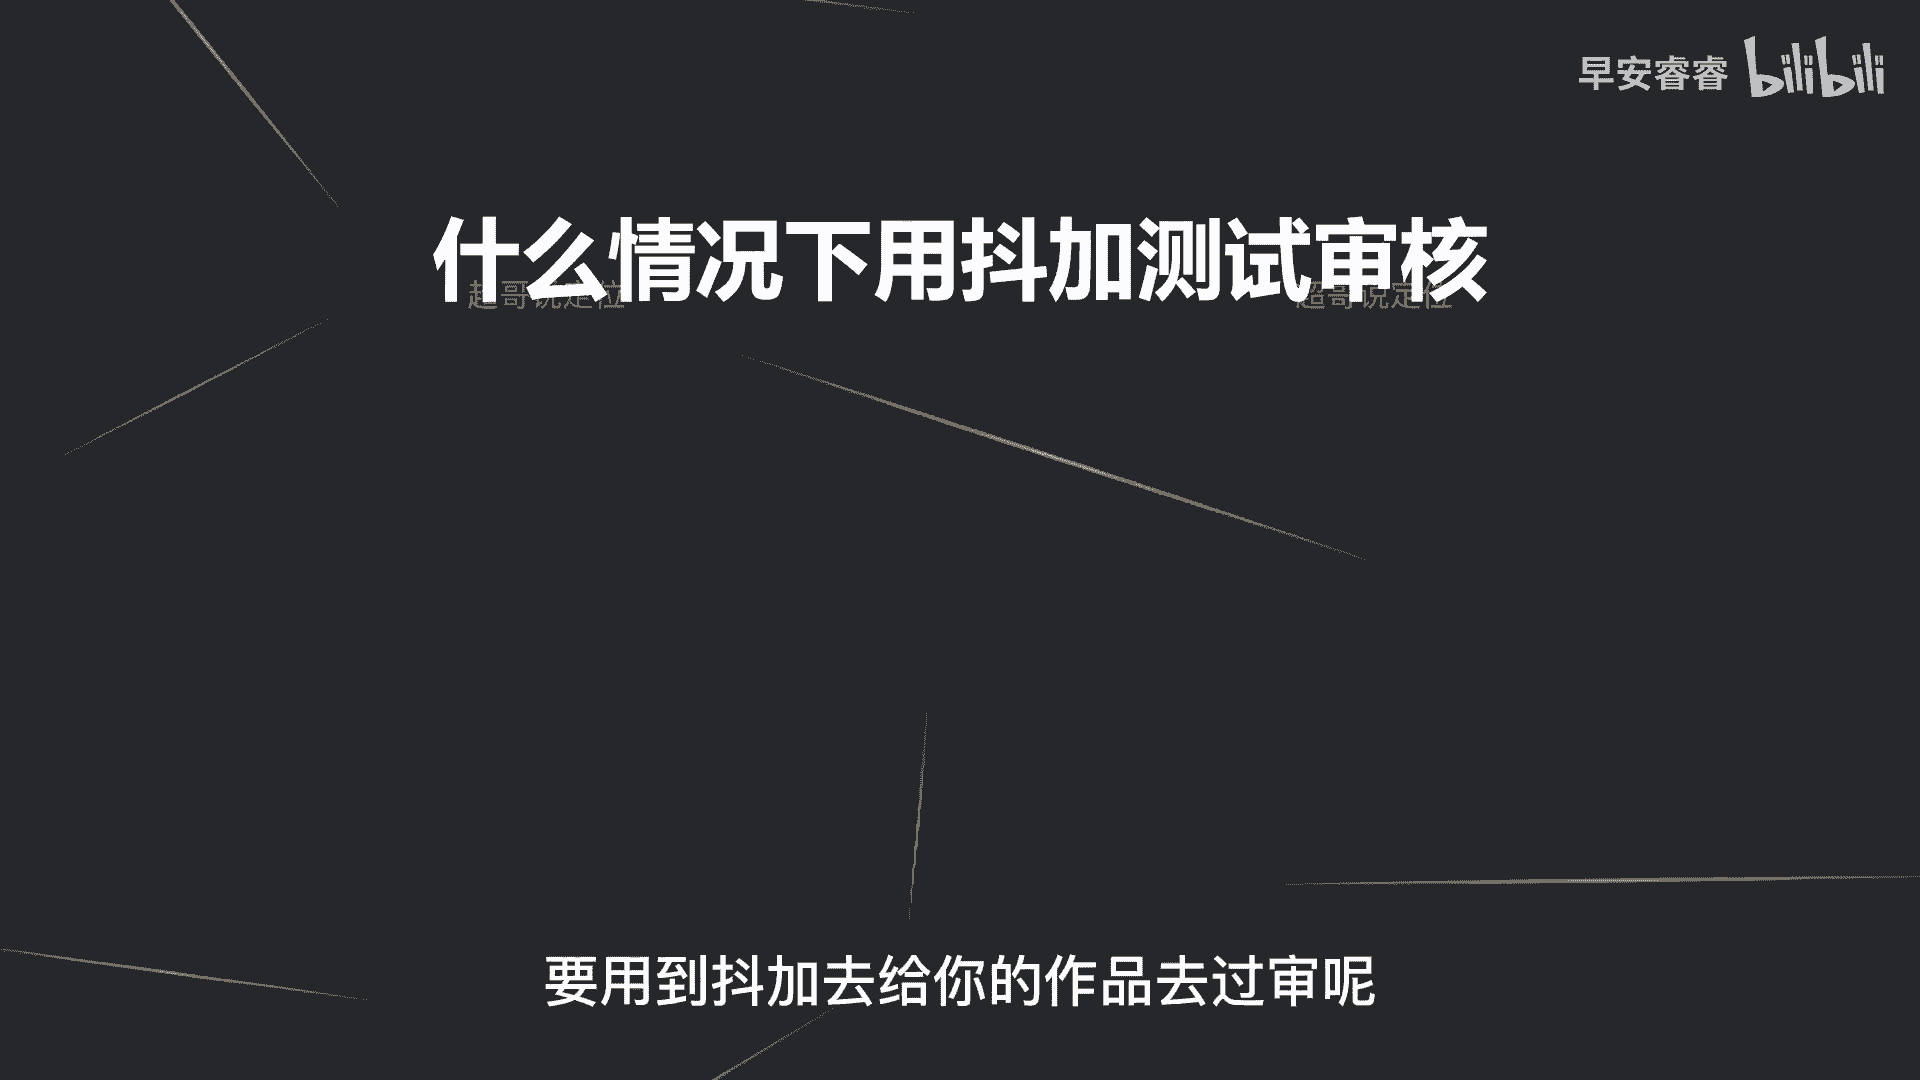 早安睿睿 bilibili
什么情况下用抖加测试审核
超哥说定位 超哥说定位
要用到抖加去给你的作品去过审呢